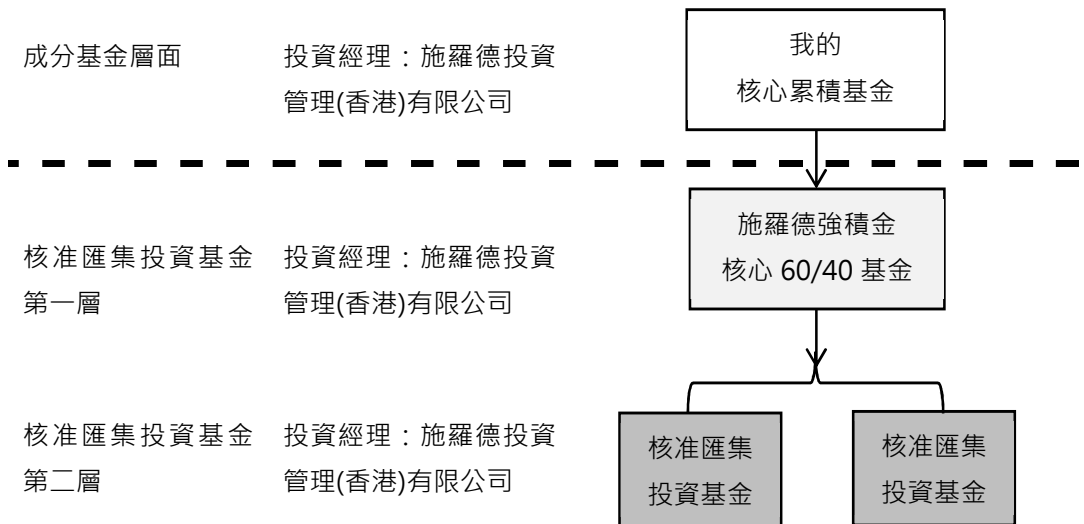 成分基金層面
投資經理：施羅德投資
管理(香港)有限公司
我的
核心累積基金
核准匯集投資基金
第一層
投資經理：施羅德投資
管理(香港)有限公司
施羅德強積金
核心 60/40 基金
核准匯集投資基金
第二層
投資經理：施羅德投資
管理(香港)有限公司
核准匯集
投資基金
核准匯集
投資基金